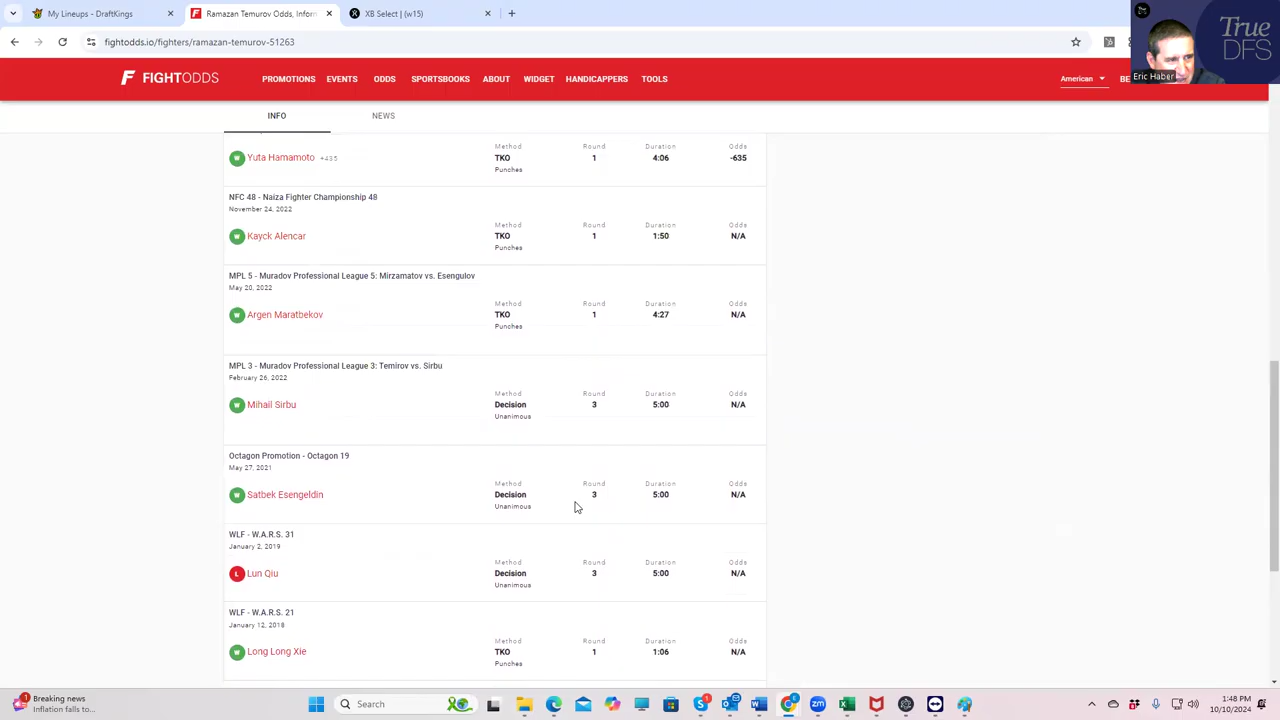 My Lineups - DraftKings
Ramazan Temurov Odds, Inform
XB Select | (w15)
fightodds.io/fighters/ramazan-temurov-51263
True
DFS
Eric Haber
FIGHTODDS
PROMOTIONS EVENTS ODDS SPORTSBOOKS ABOUT WIDGET HANDICAPPERS TOOLS
American
INFO NEWS
Method Round Duration Odds
W Yuta Hamamoto +435 TKO 1 4:06 -635
Punches
NFC 48 - Naiza Fighter Championship 48
November 24, 2022
Method Round Duration Odds
W Kayck Alencar TKO 1 1:50 N/A
Punches
MPL 5 - Muradov Professional League 5: Mirzamatov vs. Esengulov
May 20, 2022
Method Round Duration Odds
W Argen Maratbekov TKO 1 4:27 N/A
Punches
MPL 3 - Muradov Professional League 3: Temirov vs. Sirbu
February 26, 2022
Method Round Duration Odds
W Mihail Sirbu Decision 3 5:00 N/A
Unanimous
Octagon Promotion - Octagon 19
May 27, 2021
Method Round Duration Odds
W Satbek Esengeldin Decision 3 5:00 N/A
Unanimous
WLF - W.A.R.S. 31
January 2, 2019
Method Round Duration Odds
L Lun Qiu Decision 3 5:00 N/A
Unanimous
WLF - W.A.R.S. 21
January 12, 2018
Method Round Duration Odds
W Long Long Xie TKO 1 1:06 N/A
Punches
Breaking news
Inflation falls to...
Search
1:48 PM
10/10/2024